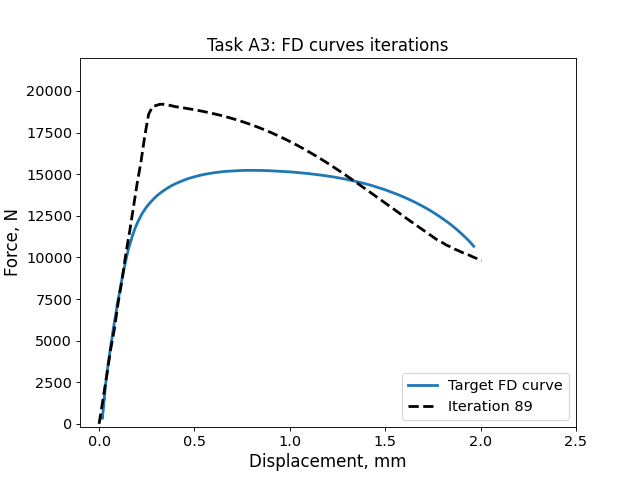 Task A3: FD curves iterations
Force, N
20000
17500
15000
12500
10000
7500
5000
2500
0
0.0 0.5 1.0 1.5 2.0 2.5
Displacement, mm
Target FD curve
Iteration 89